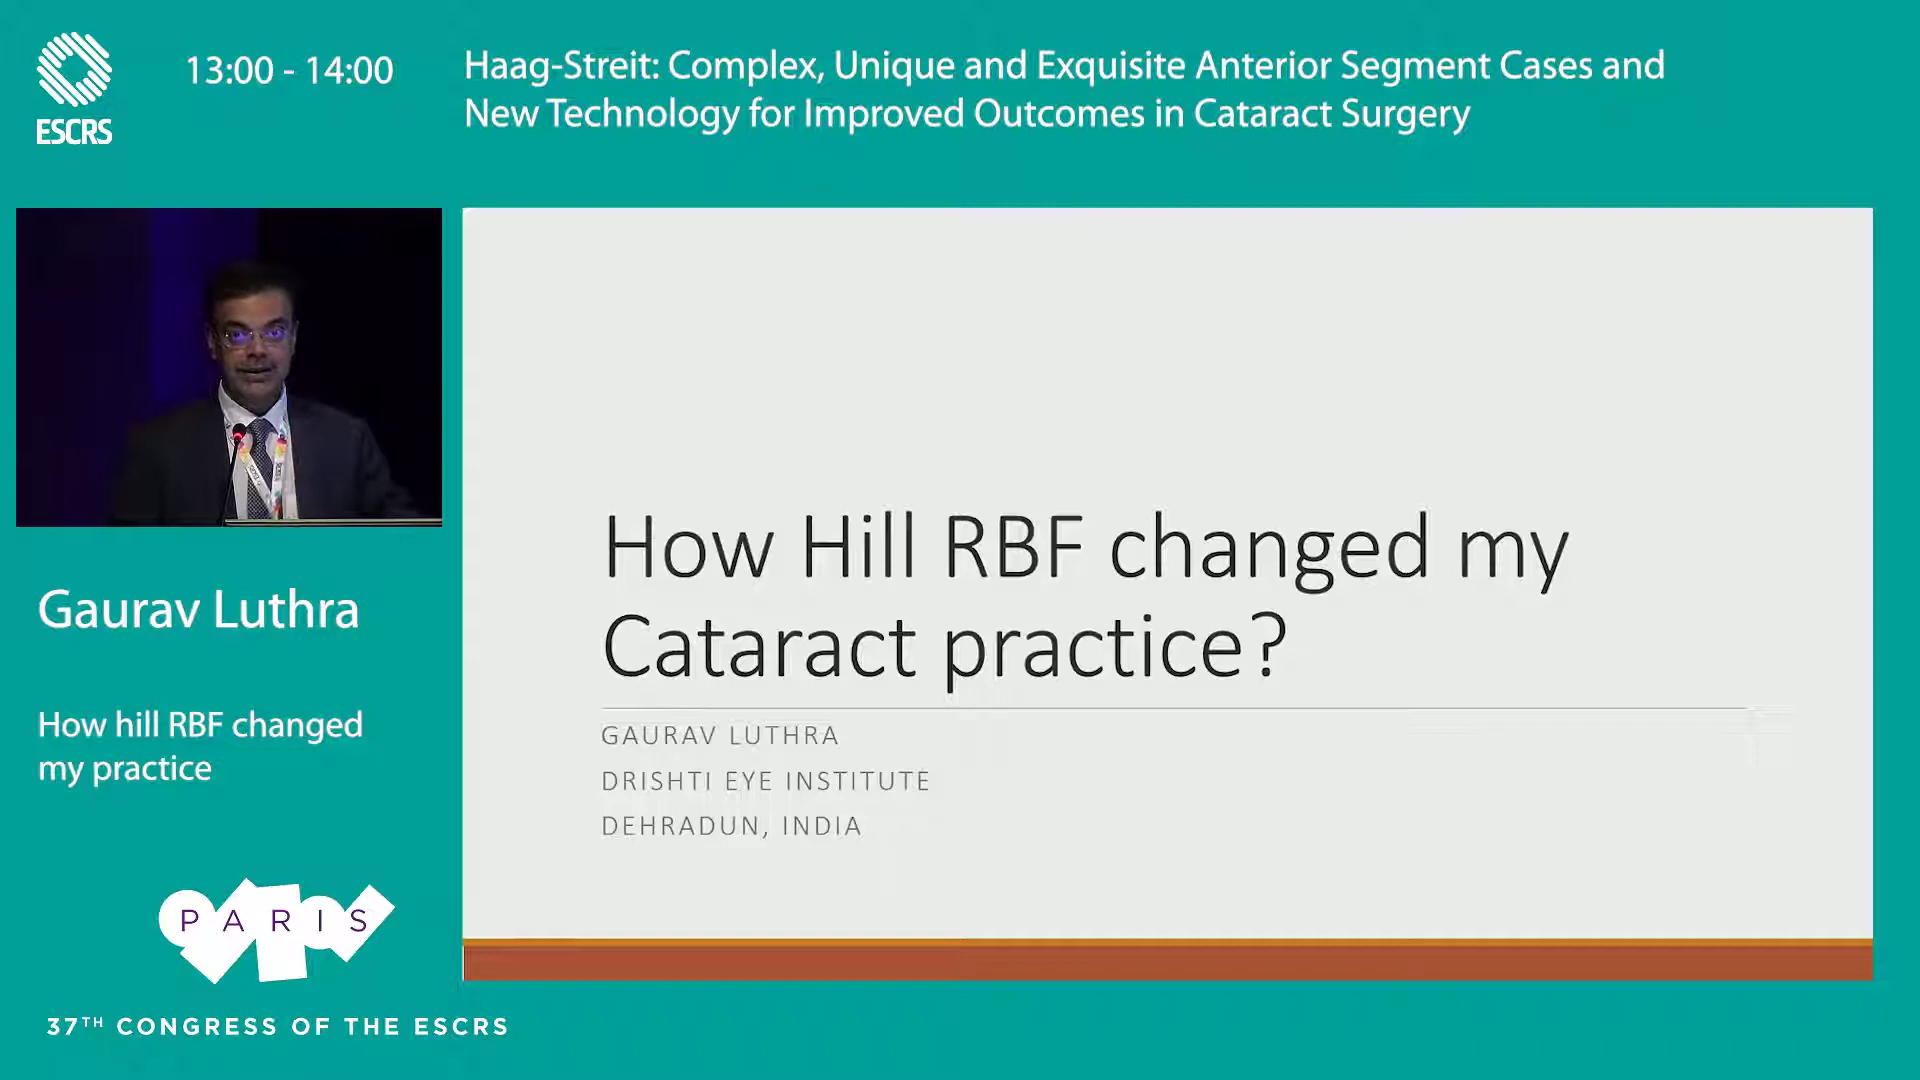 ESCRS
13:00 - 14:00
Haag-Streit: Complex, Unique and Exquisite Anterior Segment Cases and
New Technology for Improved Outcomes in Cataract Surgery
Gaurav Luthra
How hill RBF changed
my practice
How Hill RBF changed my
Cataract practice?
GAURAV LUTHRA
DRISHTI EYE INSTITUTE
DEHRADUN, INDIA
PARIS
37TH CONGRESS OF THE ESCRS